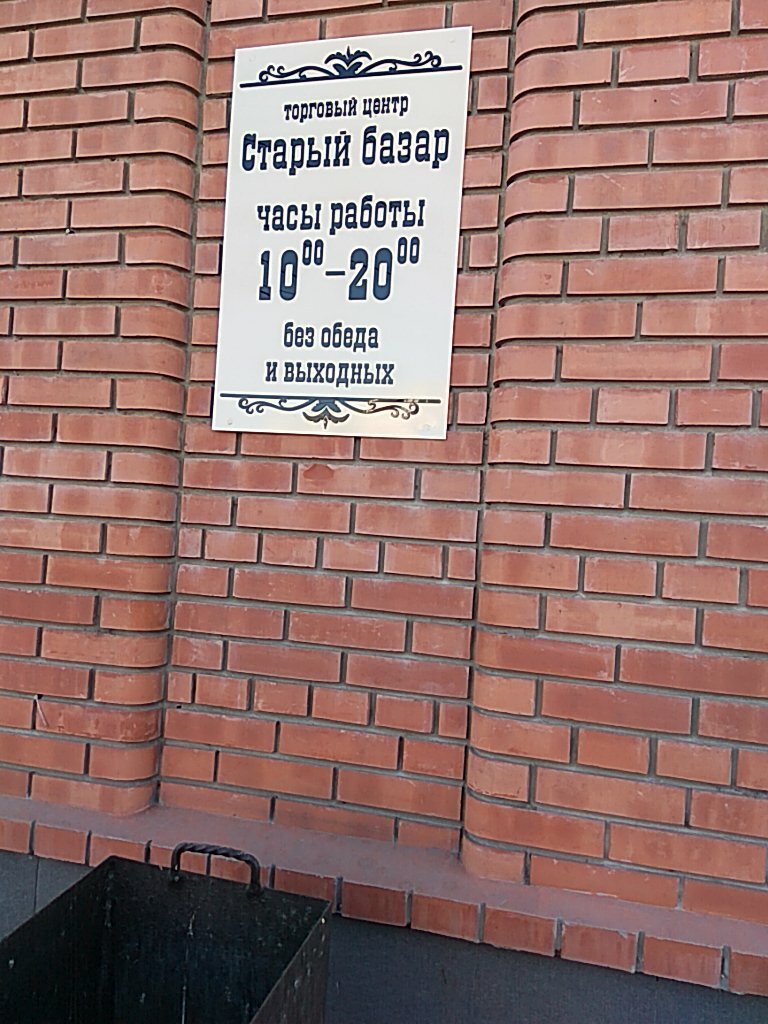 торговый центр
Старый базар
часы работы
10⁰⁰–20⁰⁰
без обеда
и выходных